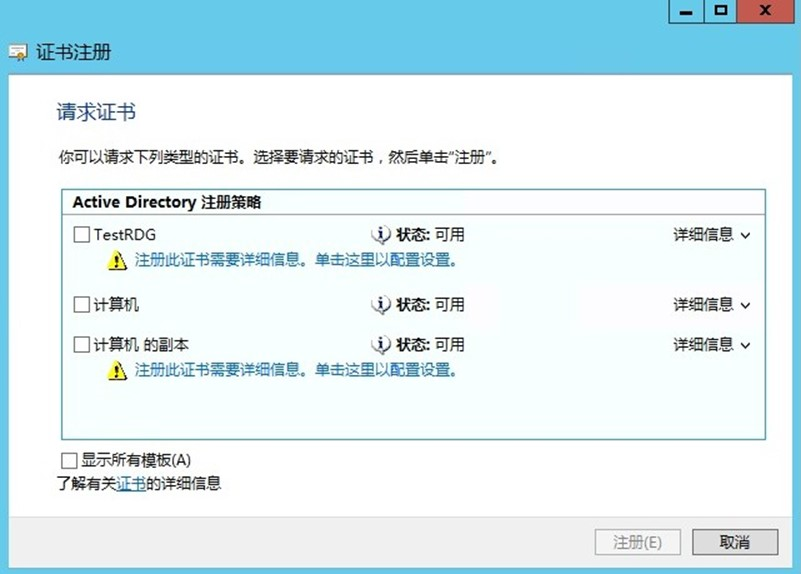 证书注册
请求证书
你可以请求下列类型的证书。选择要请求的证书，然后单击“注册”。
Active Directory 注册策略
TestRDG 状态: 可用 详细信息
注册此证书需要详细信息。单击这里以配置设置。
计算机 状态: 可用 详细信息
计算机 的副本 状态: 可用 详细信息
注册此证书需要详细信息。单击这里以配置设置。
显示所有模板(A)
了解有关证书的详细信息
注册(E) 取消